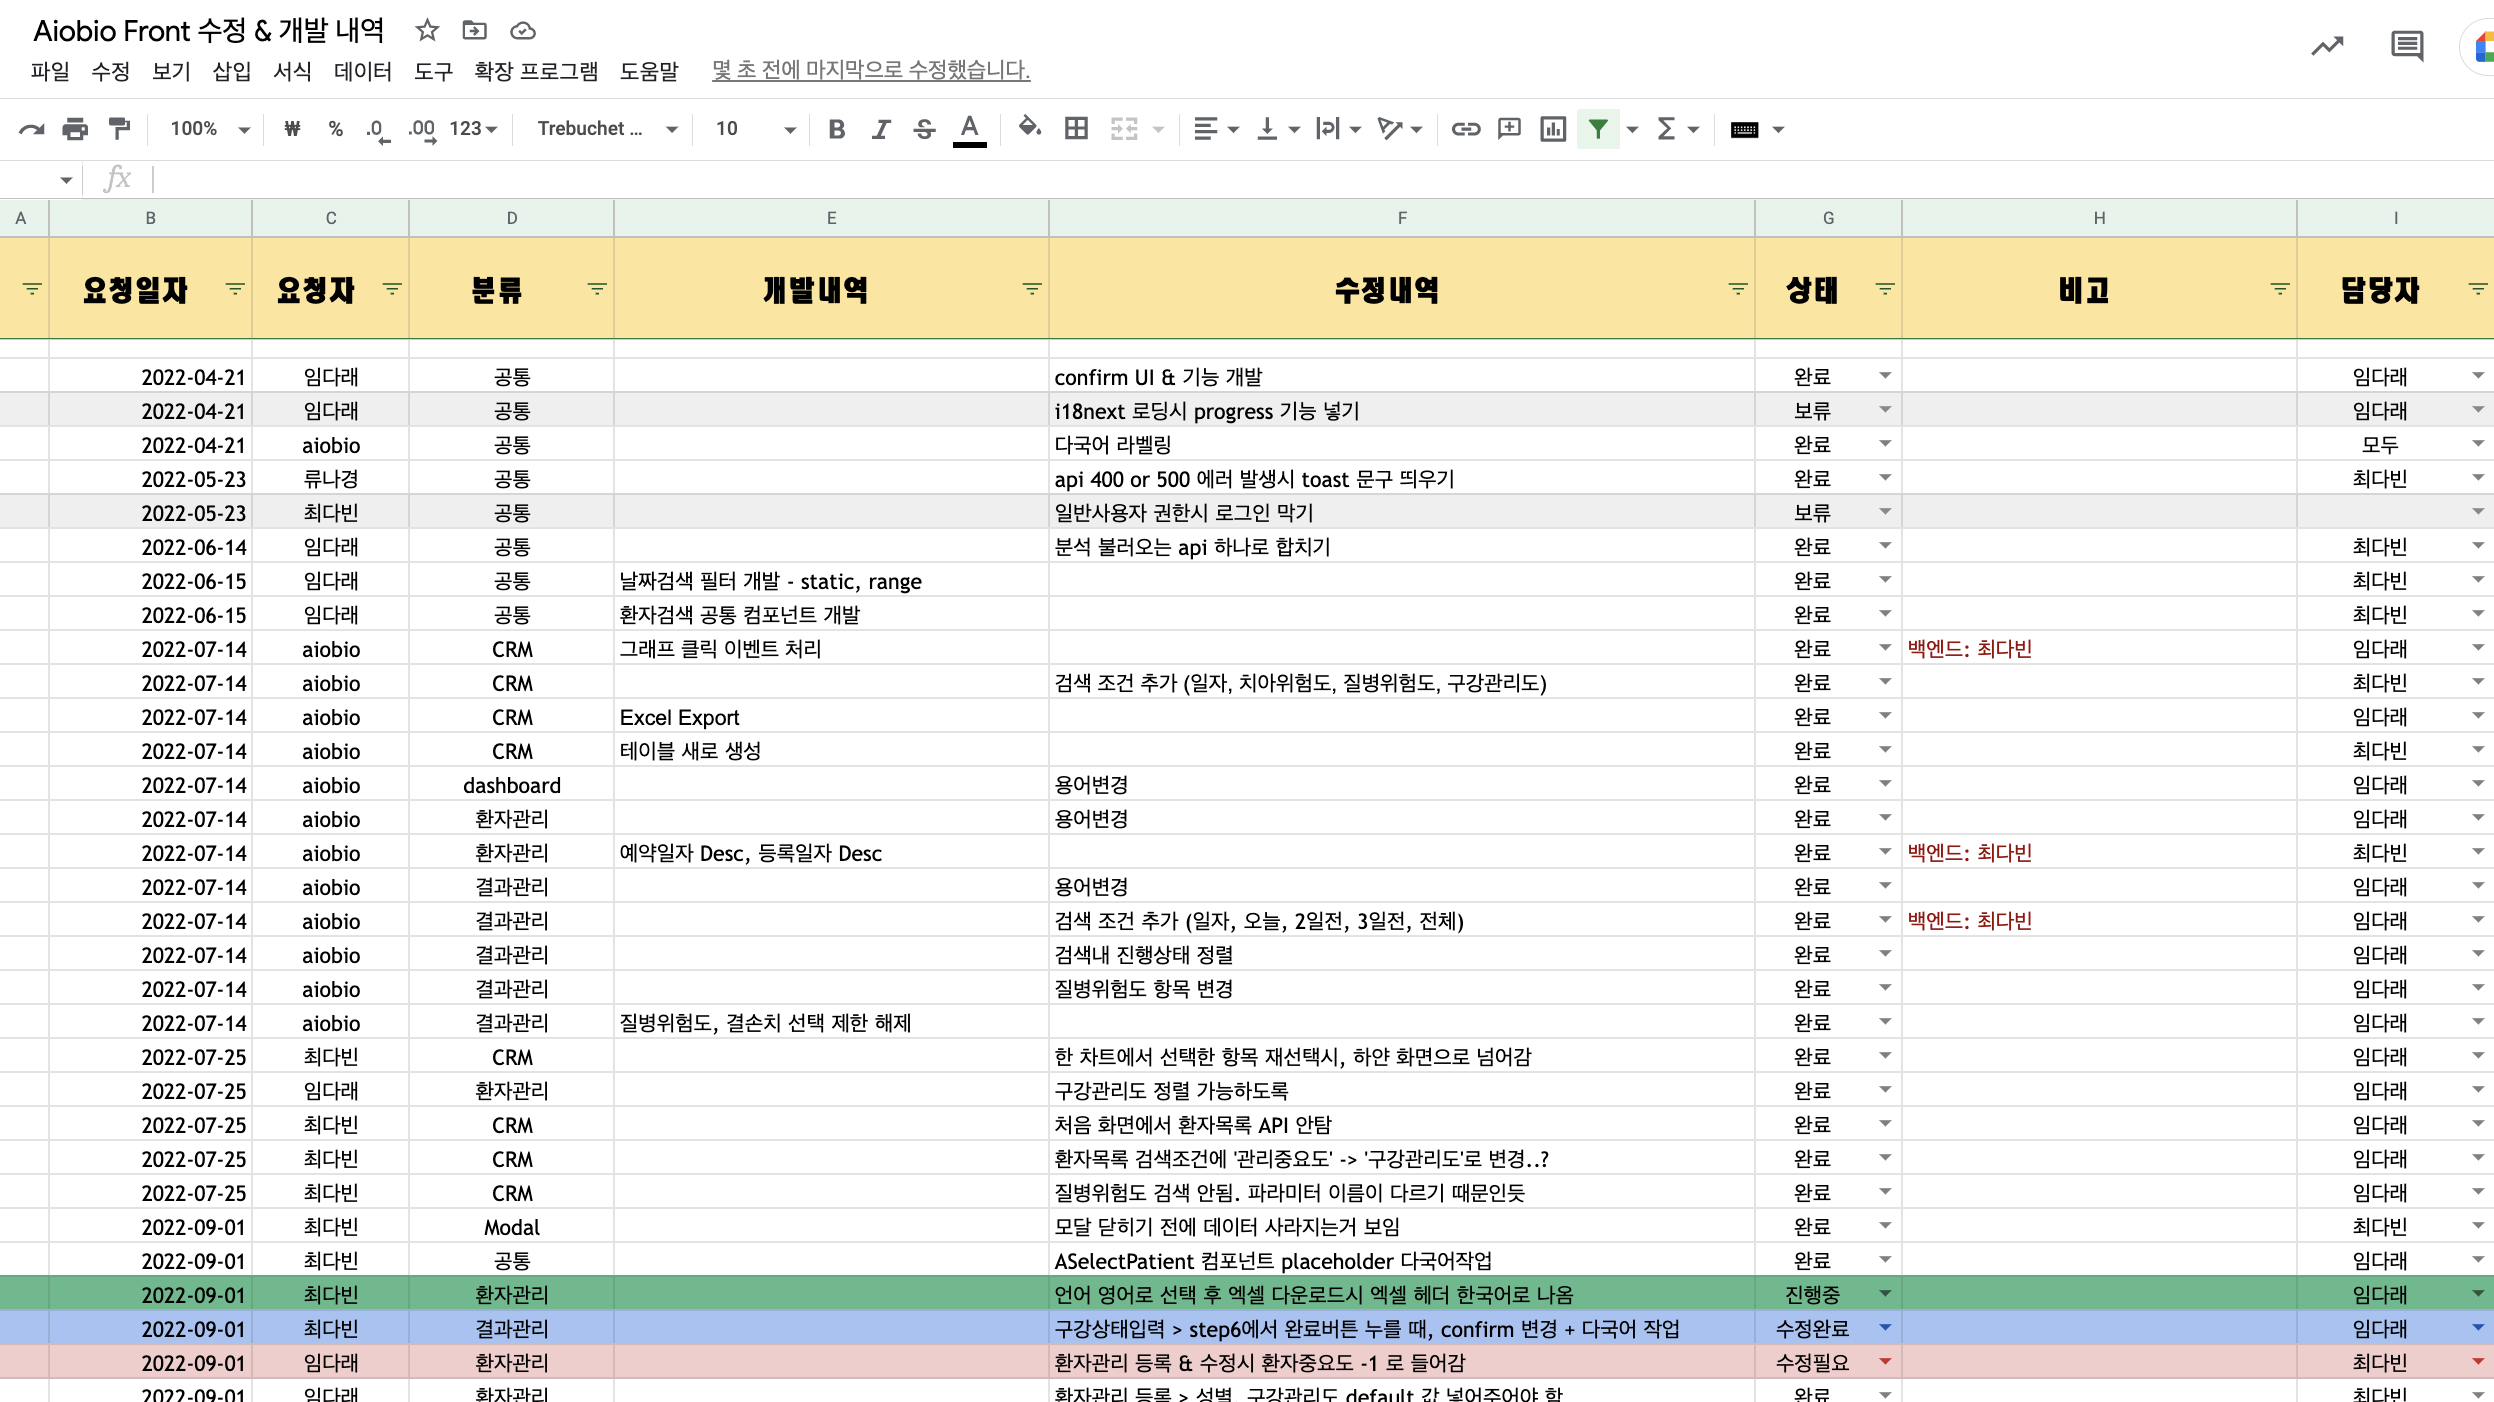 Aiobio Front 수정 & 개발 내역
파일 수정 보기 삽입 서식 데이터 도구 확장 프로그램 도움말 몇 초 전에 마지막으로 수정했습니다.
100% ₩ % .0 .00 123 Trebuchet ... 10 B I S A Σ
fx
A B C D E F G H I
요청일자 요청자 분류 개발내역 수정내역 상태 비고 담당자
2022-04-21 임다래 공통 confirm UI & 기능 개발 완료 임다래
2022-04-21 임다래 공통 i18next 로딩시 progress 기능 넣기 보류 임다래
2022-04-21 aiobio 공통 다국어 라벨링 완료 모두
2022-05-23 류나경 공통 api 400 or 500 에러 발생시 toast 문구 띄우기 완료 최다빈
2022-05-23 최다빈 공통 일반사용자 권한시 로그인 막기 보류
2022-06-14 임다래 공통 분석 불러오는 api 하나로 합치기 완료 최다빈
2022-06-15 임다래 공통 날짜검색 필터 개발 - static, range 완료 최다빈
2022-06-15 임다래 공통 환자검색 공통 컴포넌트 개발 완료 최다빈
2022-07-14 aiobio CRM 그래프 클릭 이벤트 처리 완료 백엔드: 최다빈 임다래
2022-07-14 aiobio CRM 검색 조건 추가 (일자, 치아위험도, 질병위험도, 구강관리도) 완료 최다빈
2022-07-14 aiobio CRM Excel Export 완료 임다래
2022-07-14 aiobio CRM 테이블 새로 생성 완료 최다빈
2022-07-14 aiobio dashboard 용어변경 완료 임다래
2022-07-14 aiobio 환자관리 용어변경 완료 임다래
2022-07-14 aiobio 환자관리 예약일자 Desc, 등록일자 Desc 완료 백엔드: 최다빈 최다빈
2022-07-14 aiobio 결과관리 용어변경 완료 임다래
2022-07-14 aiobio 결과관리 검색 조건 추가 (일자, 오늘, 2일전, 3일전, 전체) 완료 백엔드: 최다빈 임다래
2022-07-14 aiobio 결과관리 검색내 진행상태 정렬 완료 임다래
2022-07-14 aiobio 결과관리 질병위험도 항목 변경 완료 임다래
2022-07-14 aiobio 결과관리 질병위험도, 결손치 선택 제한 해제 완료 임다래
2022-07-25 최다빈 CRM 한 차트에서 선택한 항목 재선택시, 하얀 화면으로 넘어감 완료 임다래
2022-07-25 임다래 환자관리 구강관리도 정렬 가능하도록 완료 임다래
2022-07-25 최다빈 CRM 처음 화면에서 환자목록 API 안탐 완료 임다래
2022-07-25 최다빈 CRM 환자목록 검색조건에 '관리중요도' -> '구강관리도'로 변경..? 완료 임다래
2022-07-25 최다빈 CRM 질병위험도 검색 안됨. 파라미터 이름이 다르기 때문인듯 완료 임다래
2022-09-01 최다빈 Modal 모달 닫히기 전에 데이터 사라지는거 보임 완료 최다빈
2022-09-01 최다빈 공통 ASelectPatient 컴포넌트 placeholder 다국어작업 완료 임다래
2022-09-01 최다빈 환자관리 언어 영어로 선택 후 엑셀 다운로드시 엑셀 헤더 한국어로 나옴 진행중 임다래
2022-09-01 최다빈 결과관리 구강상태입력 > step6에서 완료버튼 누를 때, confirm 변경 + 다국어 작업 수정완료 임다래
2022-09-01 임다래 환자관리 환자관리 등록 & 수정시 환자중요도 -1 로 들어감 수정필요 최다빈
2022-09-01 임다래 환자관리 환자관리 등록 > 성별, 구강관리도 default 값 넣어주어야 함 완료 최다빈